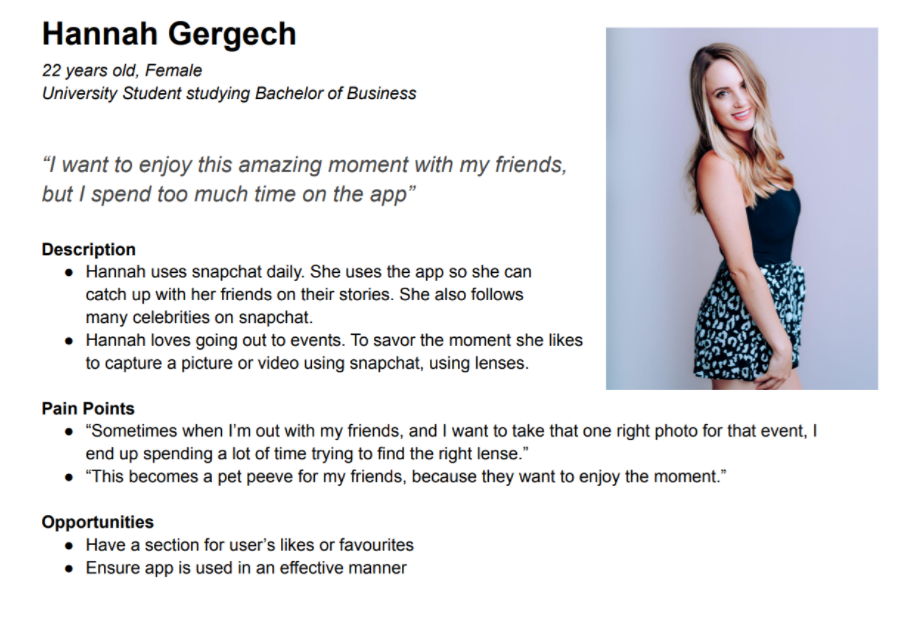 Hannah Gergech
22 years old, Female
University Student studying Bachelor of Business
“I want to enjoy this amazing moment with my friends,
but I spend too much time on the app”
Description
● Hannah uses snapchat daily. She uses the app so she can
catch up with her friends on their stories. She also follows
many celebrities on snapchat.
● Hannah loves going out to events. To savor the moment she likes
to capture a picture or video using snapchat, using lenses.
Pain Points
● “Sometimes when I’m out with my friends, and I want to take that one right photo for that event, I
end up spending a lot of time trying to find the right lense.”
● “This becomes a pet peeve for my friends, because they want to enjoy the moment.”
Opportunities
● Have a section for user’s likes or favourites
● Ensure app is used in an effective manner